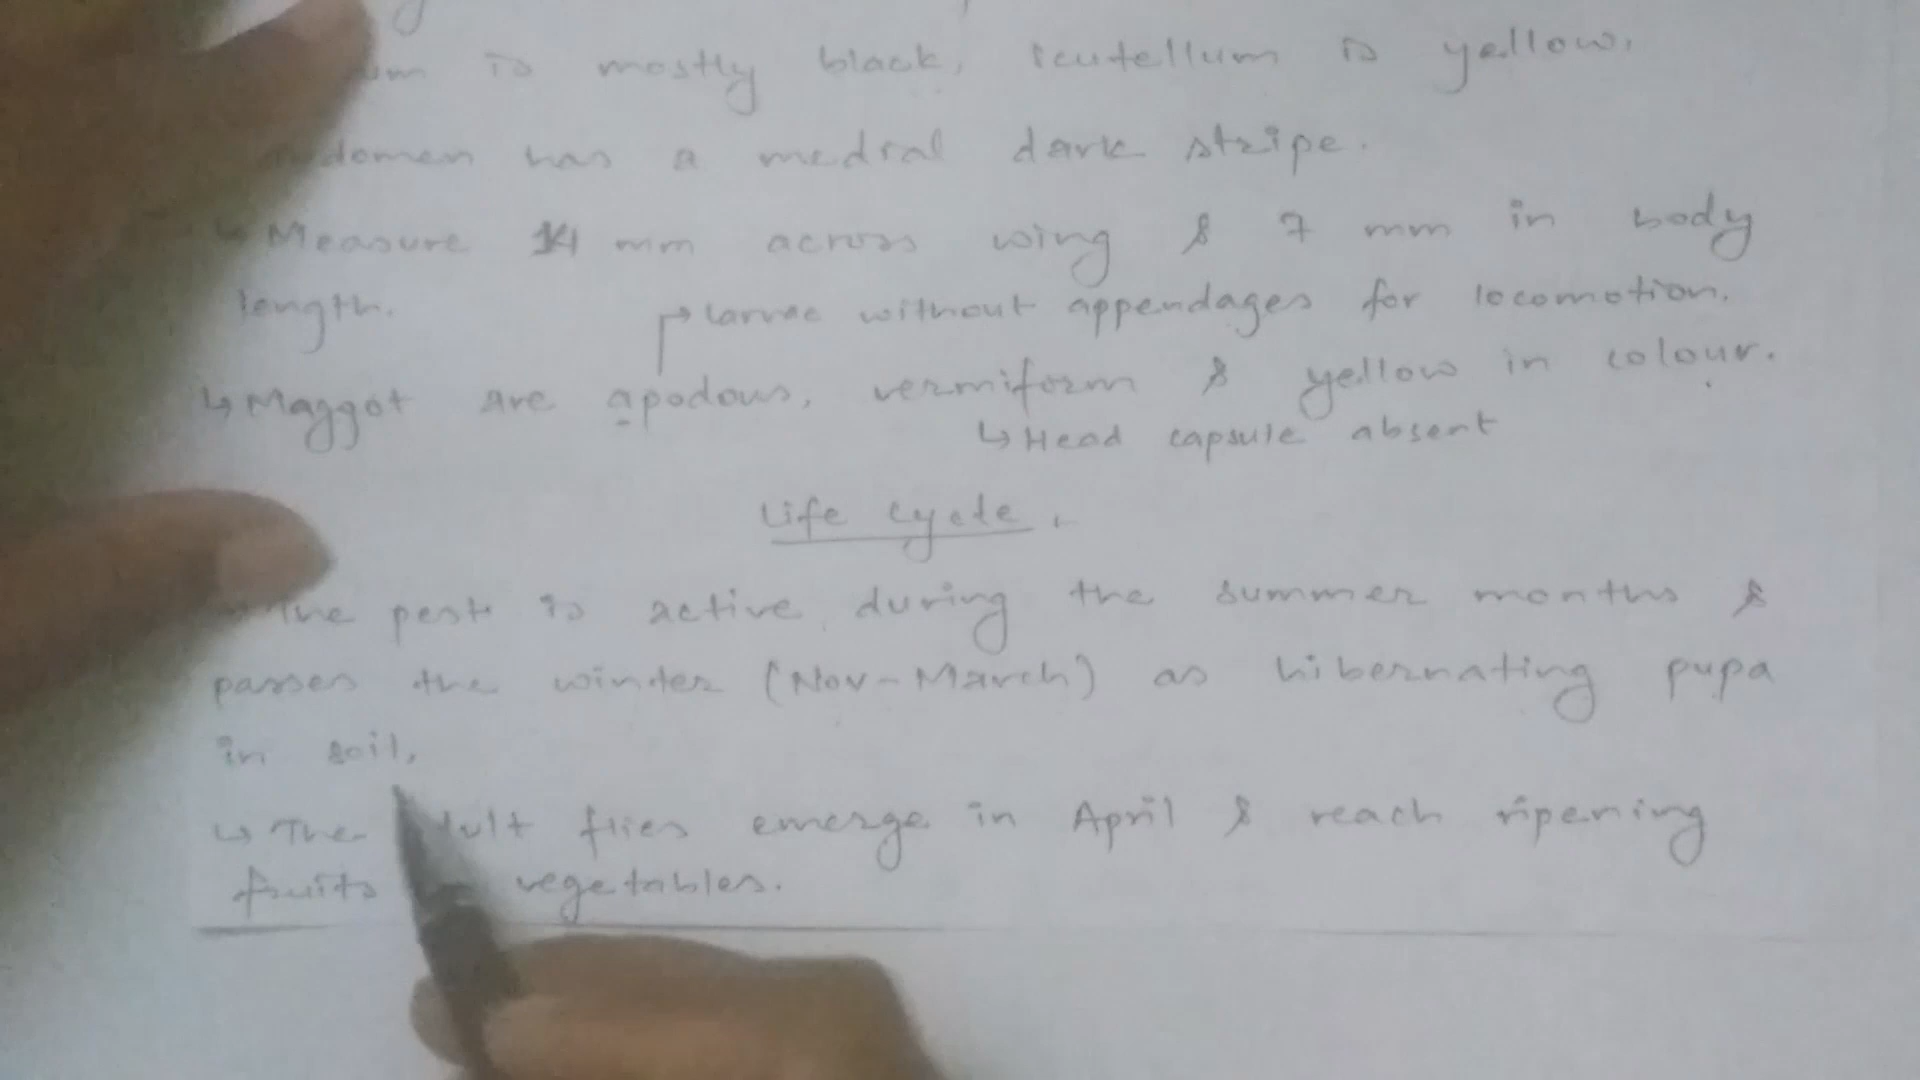 is mostly black, scutellum is yellow.
has a medial dark stripe.
↳ Measure 14 mm across wing & 7 mm in body
length.
↱ larvae without appendages for locomotion.
↳ Maggot are apodous, vermiform & yellow in colour.
↳ Head capsule absent
Life cycle.
The pest is active during the summer months &
passes the winter (Nov-March) as hibernating pupa
in soil.
↳ The flies emerge in April & reach ripening
fruits vegetables.